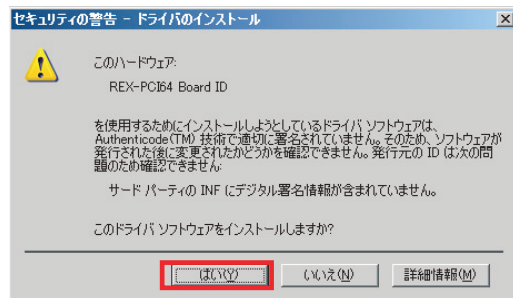 セキュリティの警告 - ドライバのインストール
このハードウェア:
REX-PCI64 Board ID
を使用するためにインストールしようとしているドライバ ソフトウェアは、
Authenticode(TM) 技術で適切に署名されていません。そのため、ソフトウェアが
発行された後に変更されたかどうかを確認できません。発行元の ID は次の問
題のため確認できません:
サード パーティの INF にデジタル署名情報が含まれていません。
このドライバ ソフトウェアをインストールしますか?
はい(Y)
いいえ(N)
詳細情報(M)